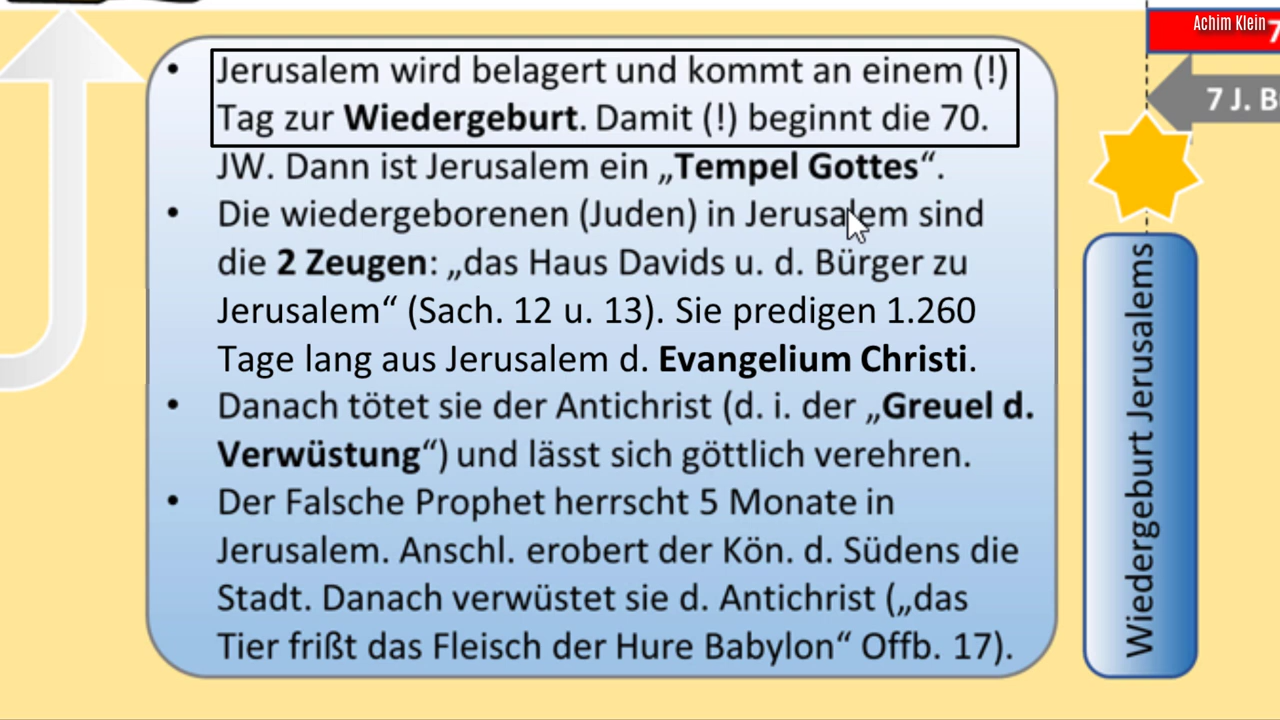 Achim Klein
7
7 J. B
• Jerusalem wird belagert und kommt an einem (!)
Tag zur Wiedergeburt. Damit (!) beginnt die 70.
JW. Dann ist Jerusalem ein „Tempel Gottes“.
• Die wiedergeborenen (Juden) in Jerusalem sind
die 2 Zeugen: „das Haus Davids u. d. Bürger zu
Jerusalem“ (Sach. 12 u. 13). Sie predigen 1.260
Tage lang aus Jerusalem d. Evangelium Christi.
• Danach tötet sie der Antichrist (d. i. der „Greuel d.
Verwüstung“) und lässt sich göttlich verehren.
• Der Falsche Prophet herrscht 5 Monate in
Jerusalem. Anschl. erobert der Kön. d. Südens die
Stadt. Danach verwüstet sie d. Antichrist („das
Tier frißt das Fleisch der Hure Babylon“ Offb. 17).
Wiedergeburt Jerusalems